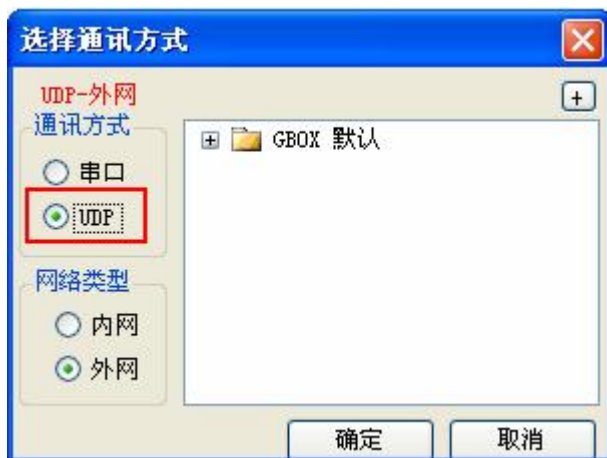 选择通讯方式
UDP-外网
+
通讯方式
串口
UDP
GBOX 默认
网络类型
内网
外网
确定
取消